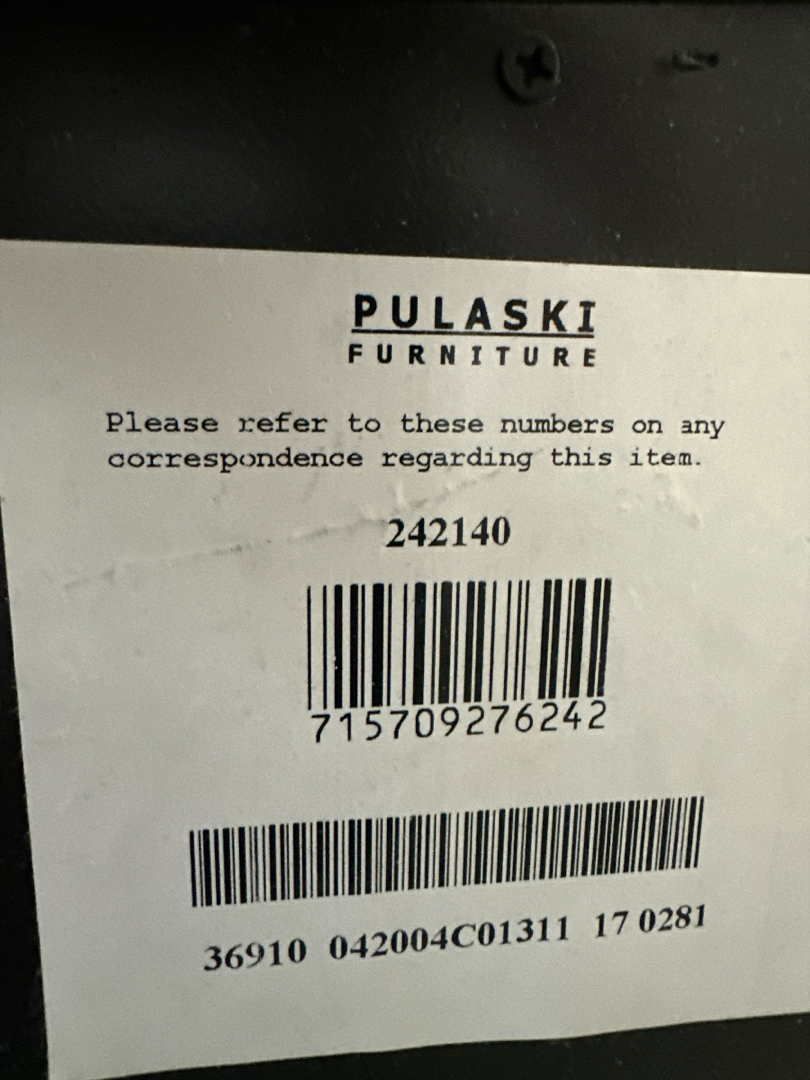 PULASKI
FURNITURE
Please refer to these numbers on any
correspondence regarding this item.
242140
715709276242
36910 042004C01311 17 0281